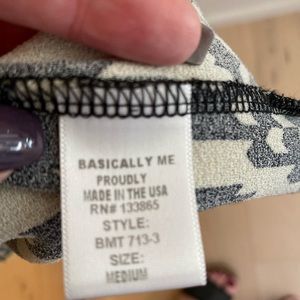 BASICALLY ME
PROUDLY
MADE IN THE USA
RN# 133865
STYLE:
BMT 713-3
SIZE:
MEDIUM